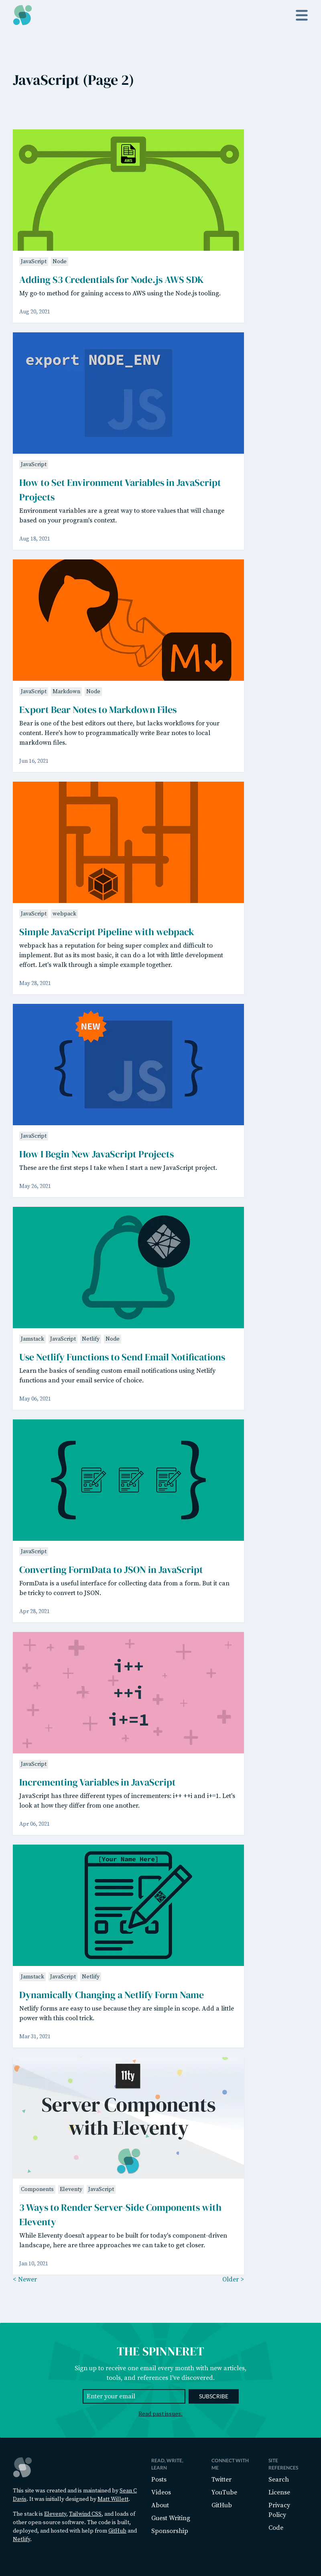 JavaScript (Page 2)
AWS
JavaScript Node
Adding S3 Credentials for Node.js AWS SDK
My go-to method for gaining access to AWS using the Node.js tooling.
Aug 20, 2021
export NODE_ENV
JS
JavaScript
How to Set Environment Variables in JavaScript
Projects
Environment variables are a great way to store values that will change
based on your program's context.
Aug 18, 2021
M
JavaScript Markdown Node
Export Bear Notes to Markdown Files
Bear is one of the best editors out there, but lacks workflows for your
content. Here's how to programmatically write Bear notes to local
markdown files.
Jun 16, 2021
JavaScript webpack
Simple JavaScript Pipeline with webpack
webpack has a reputation for being super complex and difficult to
implement. But as its most basic, it can do a lot with little development
effort. Let's walk through a simple example together.
May 28, 2021
NEW
{ JS }
JavaScript
How I Begin New JavaScript Projects
These are the first steps I take when I start a new JavaScript project.
May 26, 2021
Jamstack JavaScript Netlify Node
Use Netlify Functions to Send Email Notifications
Learn the basics of sending custom email notifications using Netlify
Functions and your email service of choice.
May 06, 2021
{ }
JavaScript
Converting FormData to JSON in JavaScript
FormData is a useful interface for collecting data from a form. But it can
be tricky to convert to JSON.
Apr 28, 2021
i++
++i
i+=1
JavaScript
Incrementing Variables in JavaScript
JavaScript has three different types of incrementers: i++ ++i and i+=1. Let's
look at how they differ from one another.
Apr 06, 2021
[Your Name Here]
Jamstack JavaScript Netlify
Dynamically Changing a Netlify Form Name
Netlify forms are easy to use because they are simple in scope. Add a little
power with this cool trick.
Mar 31, 2021
11ty
Server Components
with Eleventy
Components Eleventy JavaScript
3 Ways to Render Server-Side Components with
Eleventy
While Eleventy doesn't appear to be built for today's component-driven
landscape, here are three approaches we can take to get closer.
Jan 10, 2021
< Newer
Older >
THE SPINNERET
Sign up to receive one email every month with new articles,
tools, and references I've discovered.
Enter your email
SUBSCRIBE
Read past issues.
This site was created and is maintained by Sean C
Davis. It was initially designed by Matt Willett.
The stack is Eleventy, Tailwind CSS, and loads of
other open-source software. The code is built,
deployed, and hosted with help from GitHub and
Netlify.
READ, WRITE,
LEARN
Posts
Videos
About
Guest Writing
Sponsorship
CONNECT WITH
ME
Twitter
YouTube
GitHub
SITE
REFERENCES
Search
License
Privacy
Policy
Code